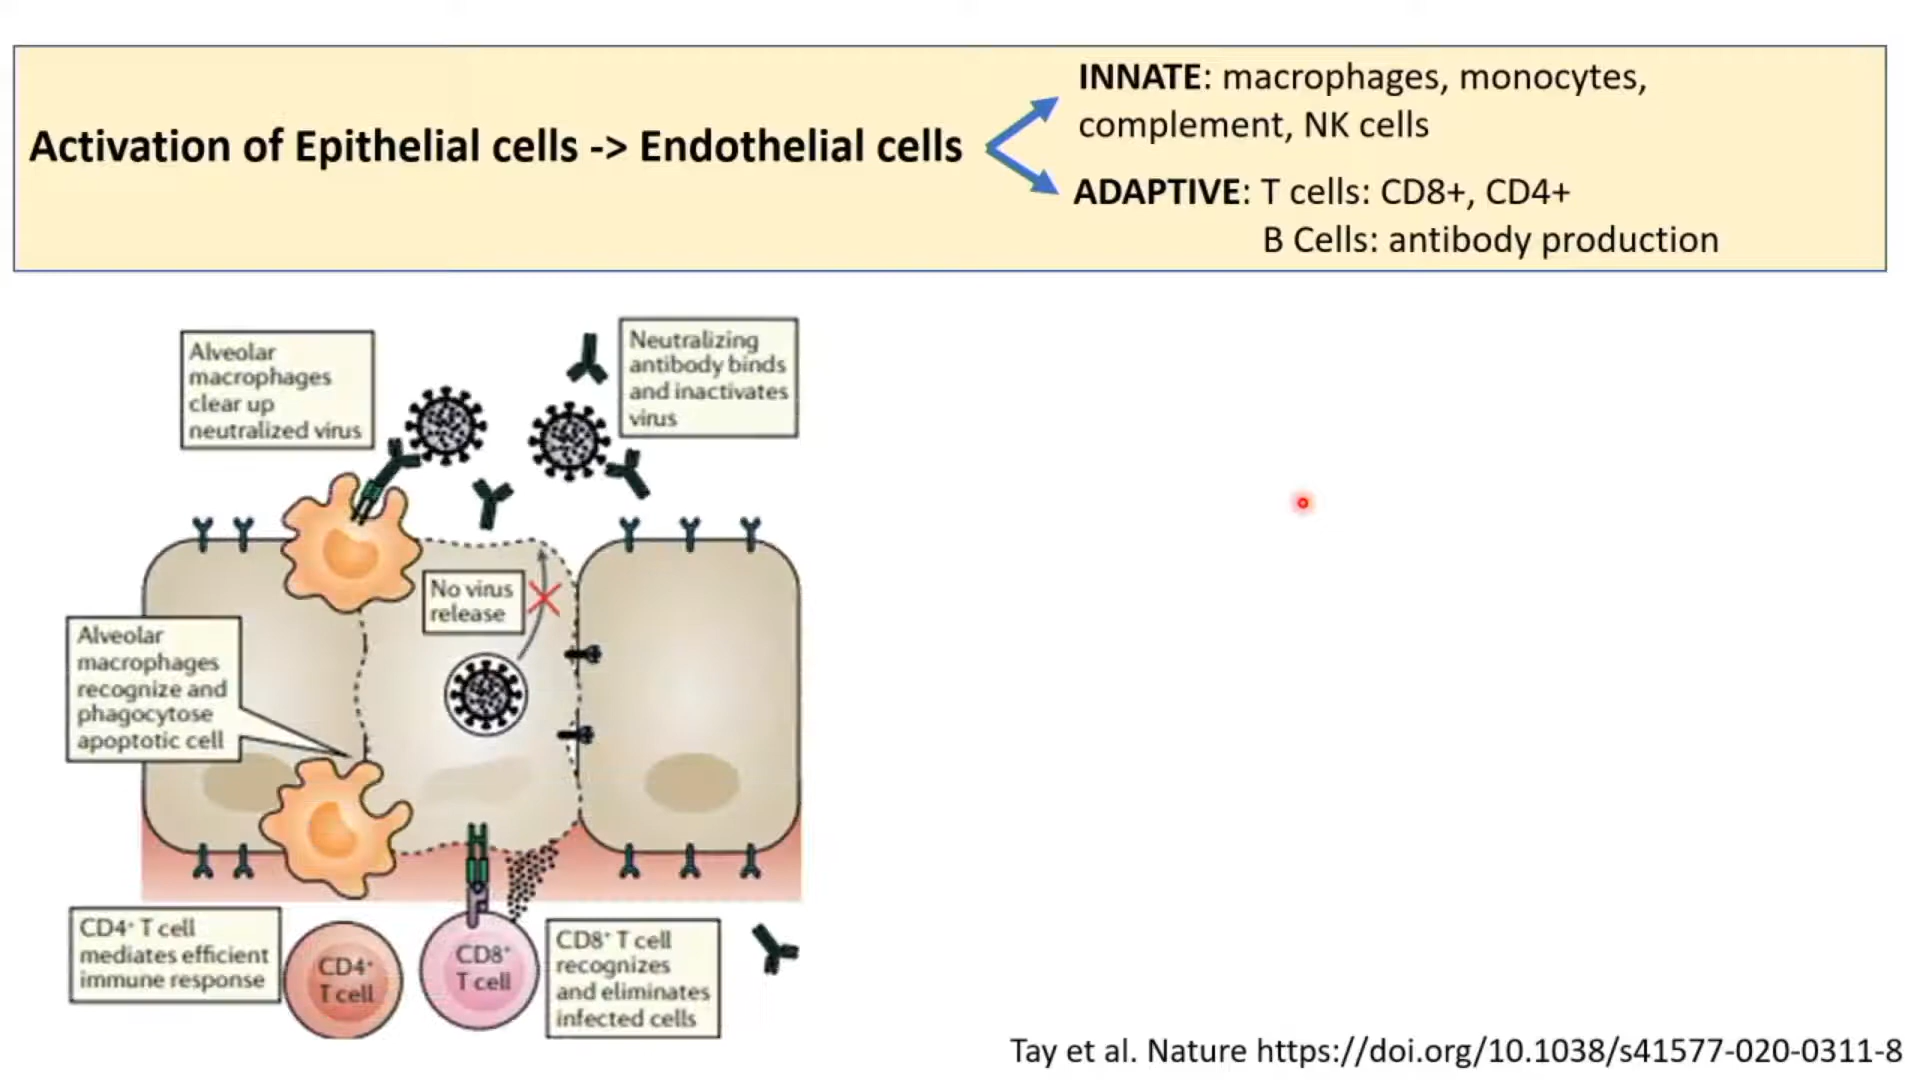 INNATE: macrophages, monocytes,
complement, NK cells
Activation of Epithelial cells -> Endothelial cells
ADAPTIVE: T cells: CD8+, CD4+
B Cells: antibody production
Alveolar
macrophages
clear up
neutralized virus
Neutralizing
antibody binds
and inactivates
virus
No virus
release
Alveolar
macrophages
recognize and
phagocytose
apoptotic cell
CD4⁺ T cell
mediates efficient
immune response
CD4⁺
T cell
CD8⁺
T cell
CD8⁺ T cell
recognizes
and eliminates
infected cells
Tay et al. Nature https://doi.org/10.1038/s41577-020-0311-8